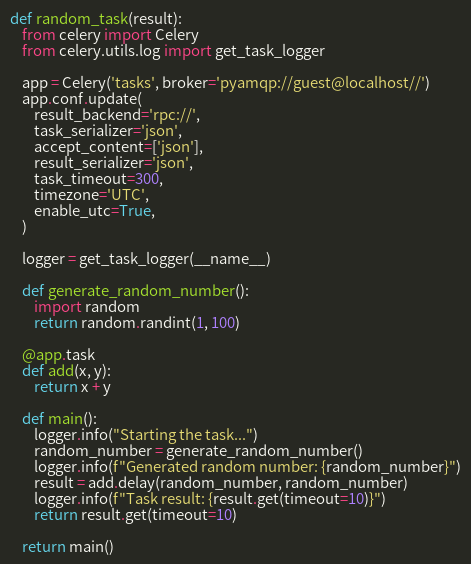 def random_task(result):
    from celery import Celery
    from celery.utils.log import get_task_logger

    app = Celery('tasks', broker='pyamqp://guest@localhost//')
    app.conf.update(
        result_backend='rpc://',
        task_serializer='json',
        accept_content=['json'],
        result_serializer='json',
        task_timeout=300,
        timezone='UTC',
        enable_utc=True,
    )

    logger = get_task_logger(__name__)

    def generate_random_number():
        import random
        return random.randint(1, 100)

    @app.task
    def add(x, y):
        return x + y

    def main():
        logger.info("Starting the task...")
        random_number = generate_random_number()
        logger.info(f"Generated random number: {random_number}")
        result = add.delay(random_number, random_number)
        logger.info(f"Task result: {result.get(timeout=10)}")
        return result.get(timeout=10)

    return main()